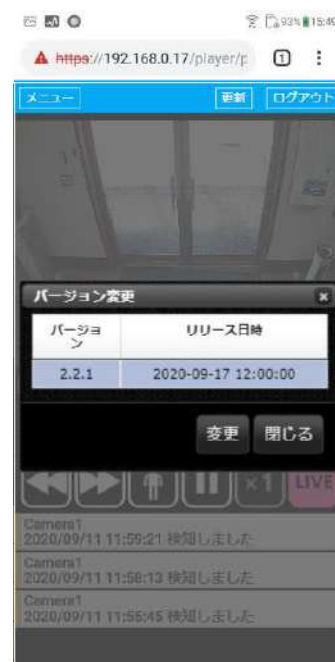 93% 15:49
https://192.168.0.17/player/p 1
メニュー 更新 ログアウト
バージョン変更 ×
バージョン リリース日時
2.2.1 2020-09-17 12:00:00
変更 閉じる
×1 LIVE
Camera1
2020/09/11 11:59:21 検知しました
Camera1
2020/09/11 11:58:13 検知しました
Camera1
2020/09/11 11:56:45 検知しました